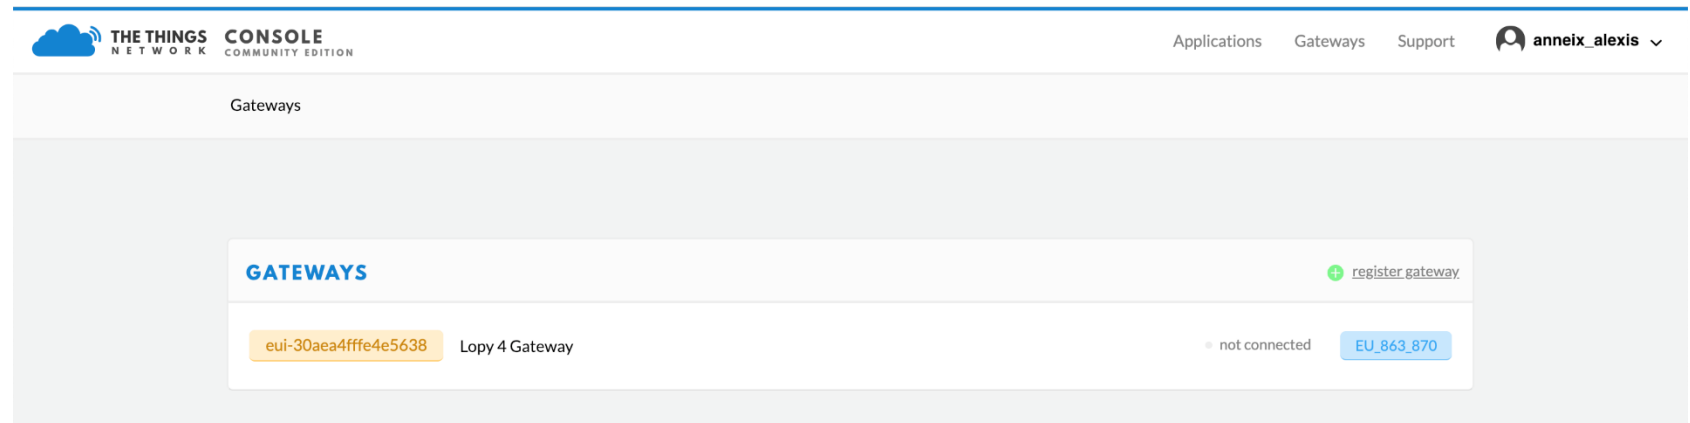 THE THINGS NETWORK CONSOLE COMMUNITY EDITION
Applications Gateways Support anneix_alexis
Gateways
GATEWAYS
register gateway
eui-30aea4fffe4e5638 Lopy 4 Gateway not connected EU_863_870